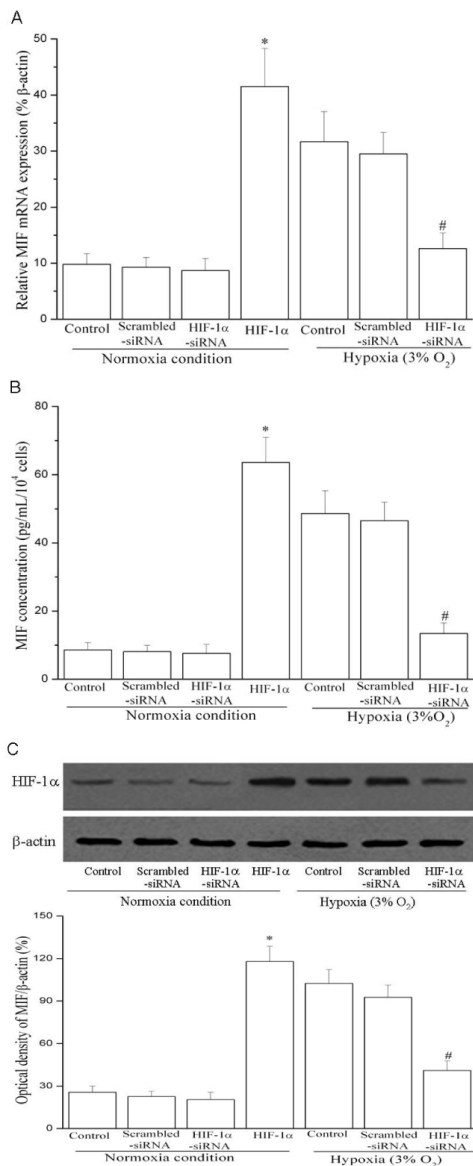 A
Relative MIF mRNA expression (% β-actin)
50
40
30
20
10
0
*
#
Control
Scrambled
-siRNA
HIF-1α
-siRNA
HIF-1α
Control
Scrambled
-siRNA
HIF-1α
-siRNA
Normoxia condition
Hypoxia (3% O₂)
B
MIF concentration (pg/mL/10⁴ cells)
80
60
40
20
0
*
#
Control
Scrambled
-siRNA
HIF-1α
-siRNA
HIF-1α
Control
Scrambled
-siRNA
HIF-1α
-siRNA
Normoxia condition
Hypoxia (3%O₂)
C
HIF-1α
β-actin
Control
Scrambled
-siRNA
HIF-1α
-siRNA
HIF-1α
Control
Scrambled
-siRNA
HIF-1α
-siRNA
Normoxia condition
Hypoxia (3% O₂)
Optical density of MIF/β-actin (%)
150
120
90
60
30
0
*
#
Control
Scrambled
-siRNA
HIF-1α
-siRNA
HIF-1α
Control
Scrambled
-siRNA
HIF-1α
-siRNA
Normoxia condition
Hypoxia (3% O₂)